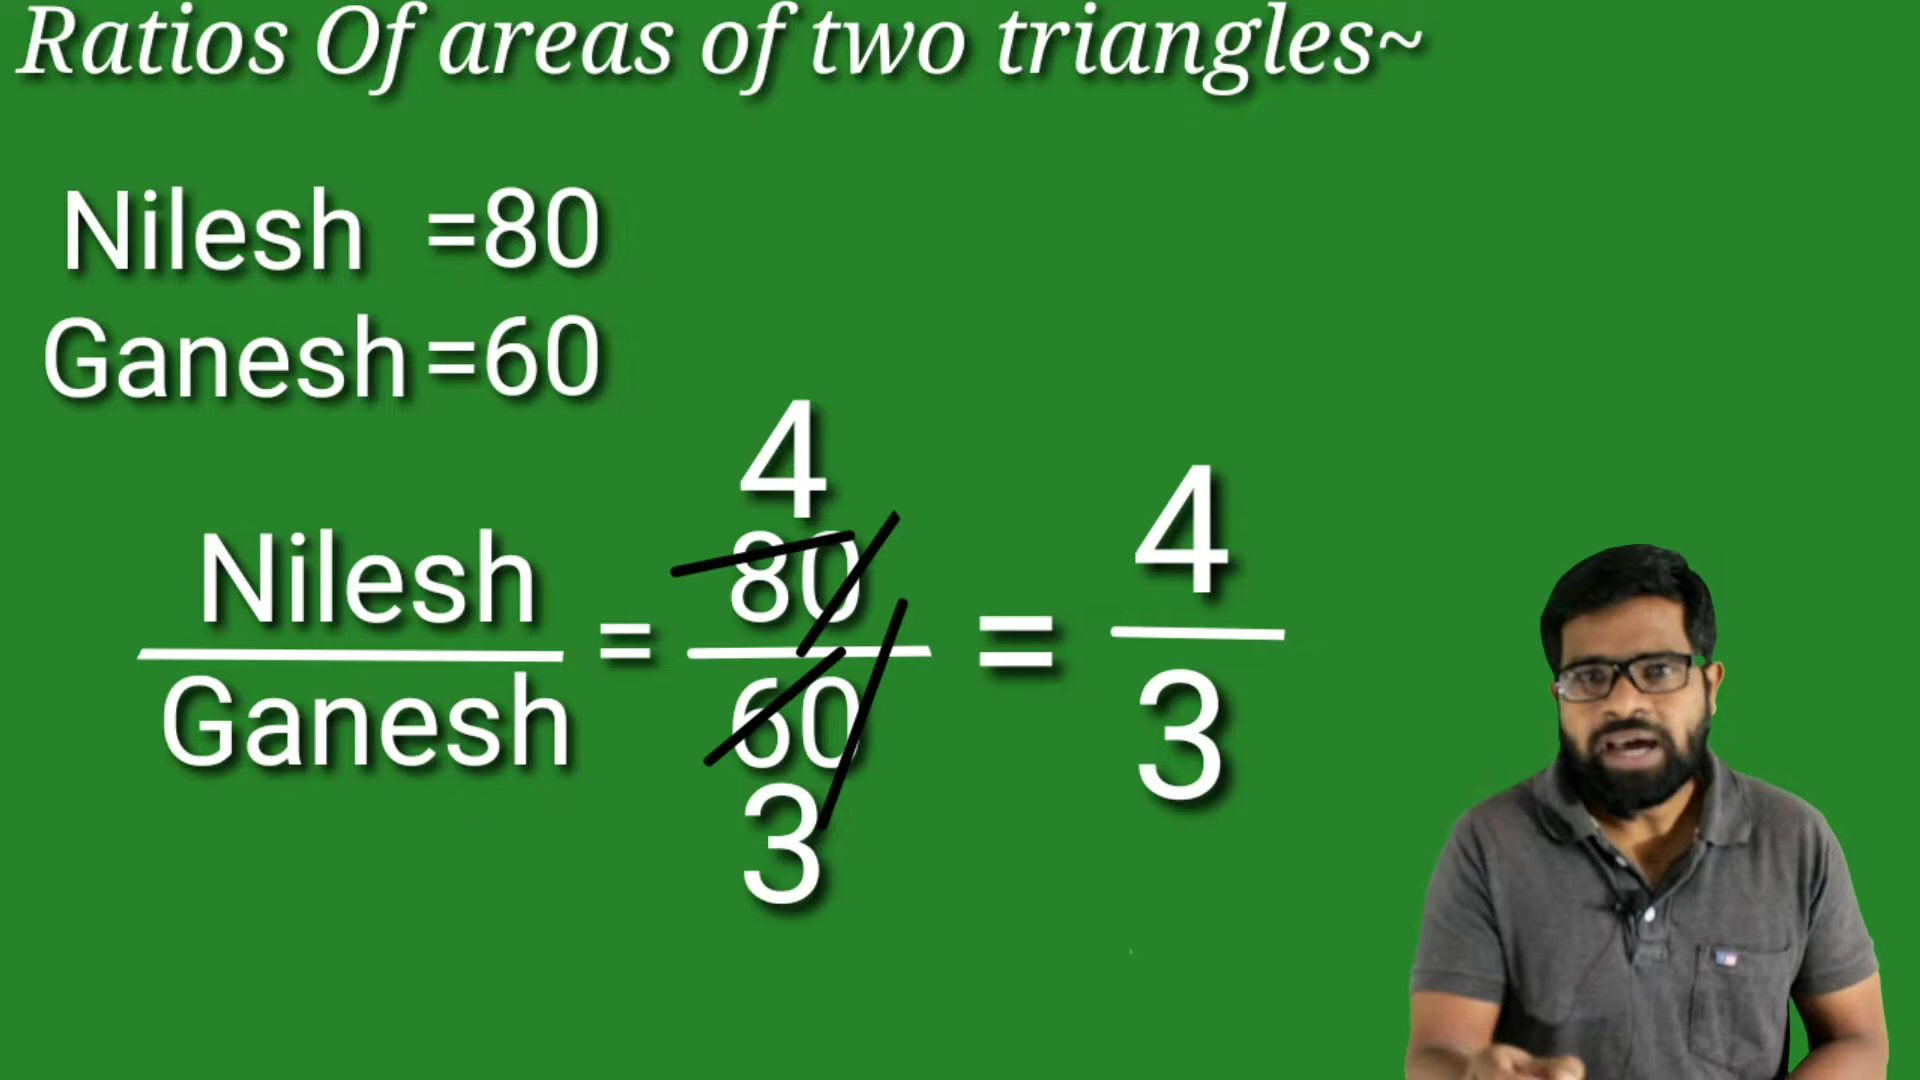 Ratios Of areas of two triangles~
Nilesh =80
Ganesh =60
4
Nilesh = 80 = 4
Ganesh 60 3
3